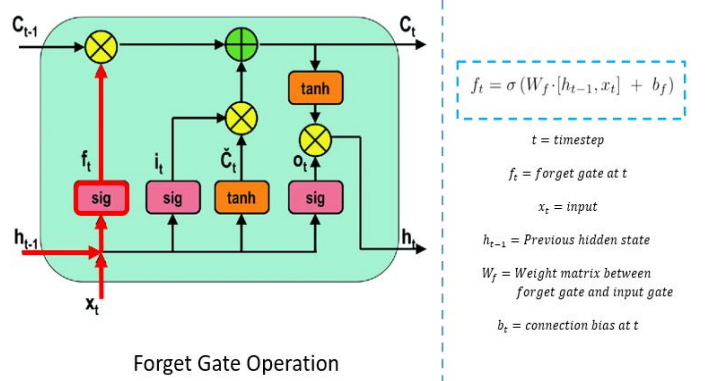 C_{t-1}
C_t
tanh
f_t
i_t
Č_t
o_t
sig
sig
tanh
sig
h_{t-1}
h_t
x_t
Forget Gate Operation
f_t = σ (W_f · [h_{t-1}, x_t] + b_f)
t = timestep
f_t = forget gate at t
x_t = input
h_{t-1} = Previous hidden state
W_f = Weight matrix between
forget gate and input gate
b_t = connection bias at t